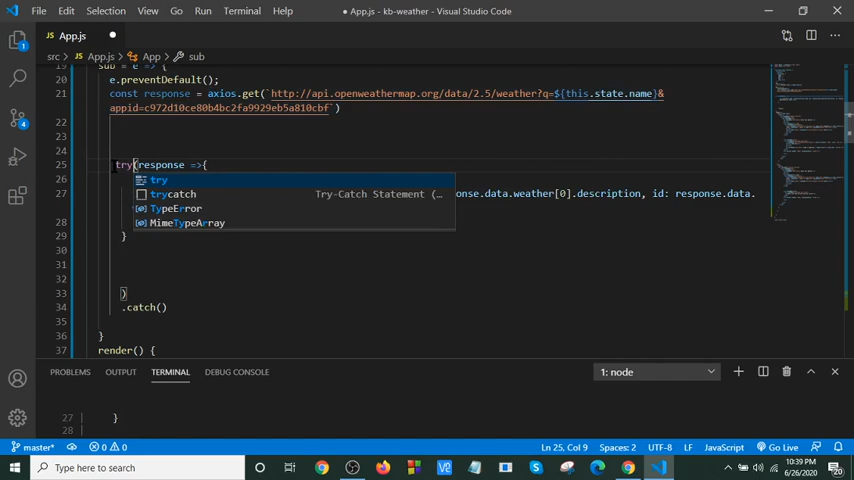 File Edit Selection View Go Run Terminal Help
● App.js - kb-weather - Visual Studio Code
App.js ●
src > App.js > App > sub
19 sub = e => {
20 e.preventDefault();
21 const response = axios.get(`http://api.openweathermap.org/data/2.5/weather?q=${this.state.name}&
appid=c972d10ce80b4bc2fa9929eb5a810cbf`)
22
23
24
25 try(response =>{
26 try
27 trycatch Try-Catch Statement (… onse.data.weather[0].description, id: response.data.
TypeError
28 MimeTypeArray
29 }
30
31
32
33 )
34 .catch()
35
36 }
37 render() {
PROBLEMS OUTPUT TERMINAL DEBUG CONSOLE 1: node
27 | }
28 |
master* 0 0 Ln 25, Col 9 Spaces: 2 UTF-8 LF JavaScript Go Live
Type here to search
10:39 PM
6/26/2020
20